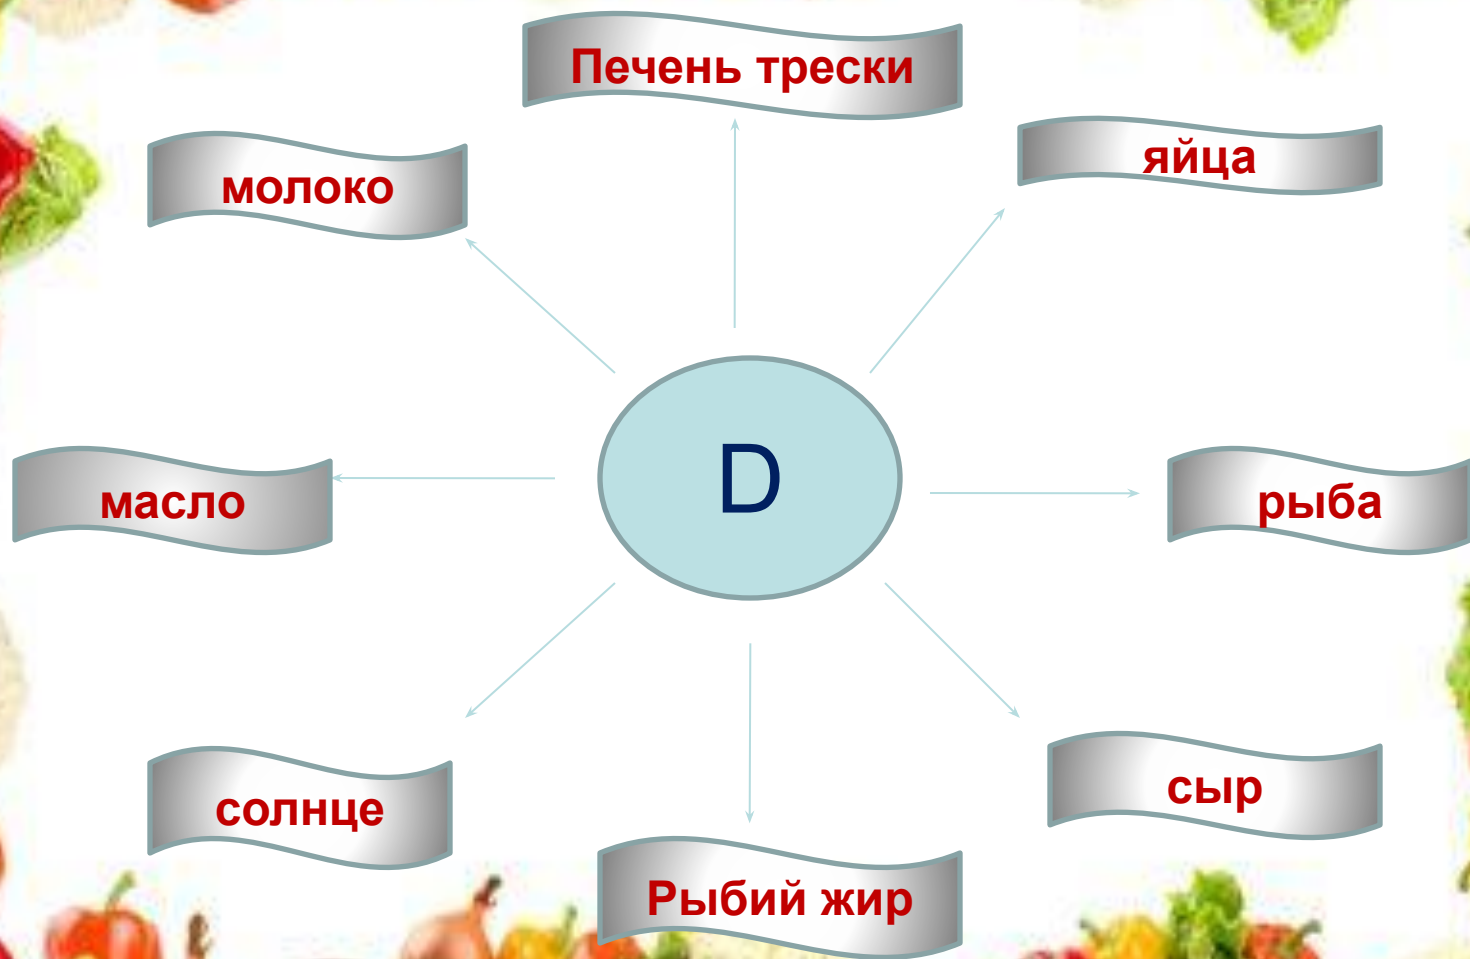 Печень трески
яйца
молоко
D
масло
рыба
сыр
солнце
Рыбий жир